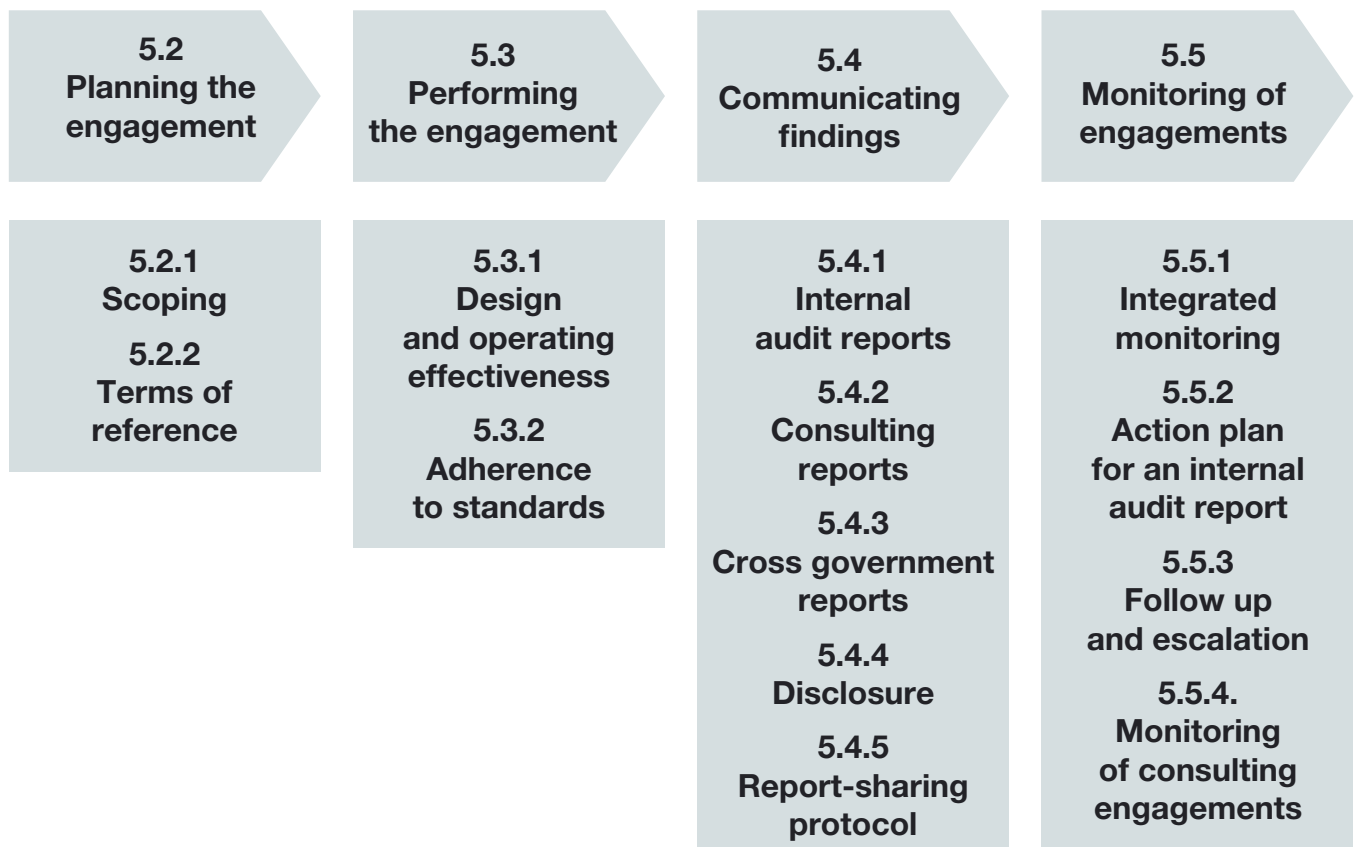 5.2
Planning the
engagement
5.3
Performing
the engagement
5.4
Communicating
findings
5.5
Monitoring of
engagements
5.2.1
Scoping
5.2.2
Terms of
reference
5.3.1
Design
and operating
effectiveness
5.3.2
Adherence
to standards
5.4.1
Internal
audit reports
5.4.2
Consulting
reports
5.4.3
Cross government
reports
5.4.4
Disclosure
5.4.5
Report-sharing
protocol
5.5.1
Integrated
monitoring
5.5.2
Action plan
for an internal
audit report
5.5.3
Follow up
and escalation
5.5.4.
Monitoring
of consulting
engagements